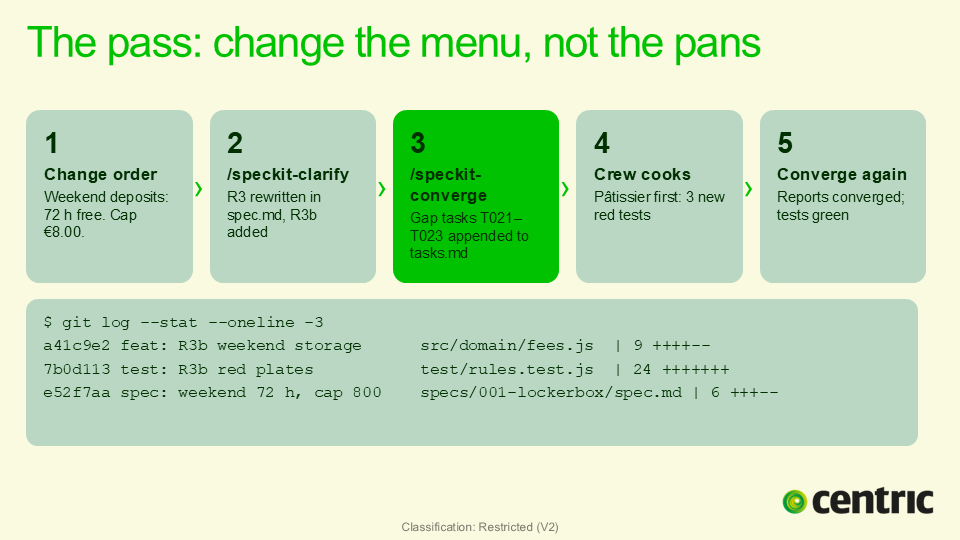 The pass: change the menu, not the pans
1
Change order
Weekend deposits:
72 h free. Cap
€8.00.
›
2
/speckit-clarify
R3 rewritten in
spec.md, R3b
added
›
3
/speckit-
converge
Gap tasks T021–
T023 appended to
tasks.md
›
4
Crew cooks
Pâtissier first: 3 new
red tests
›
5
Converge again
Reports converged;
tests green
$ git log --stat --oneline -3
a41c9e2 feat: R3b weekend storage src/domain/fees.js | 9 ++++--
7b0d113 test: R3b red plates test/rules.test.js | 24 +++++++
e52f7aa spec: weekend 72 h, cap 800 specs/001-lockerbox/spec.md | 6 +++--
centric
Classification: Restricted (V2)